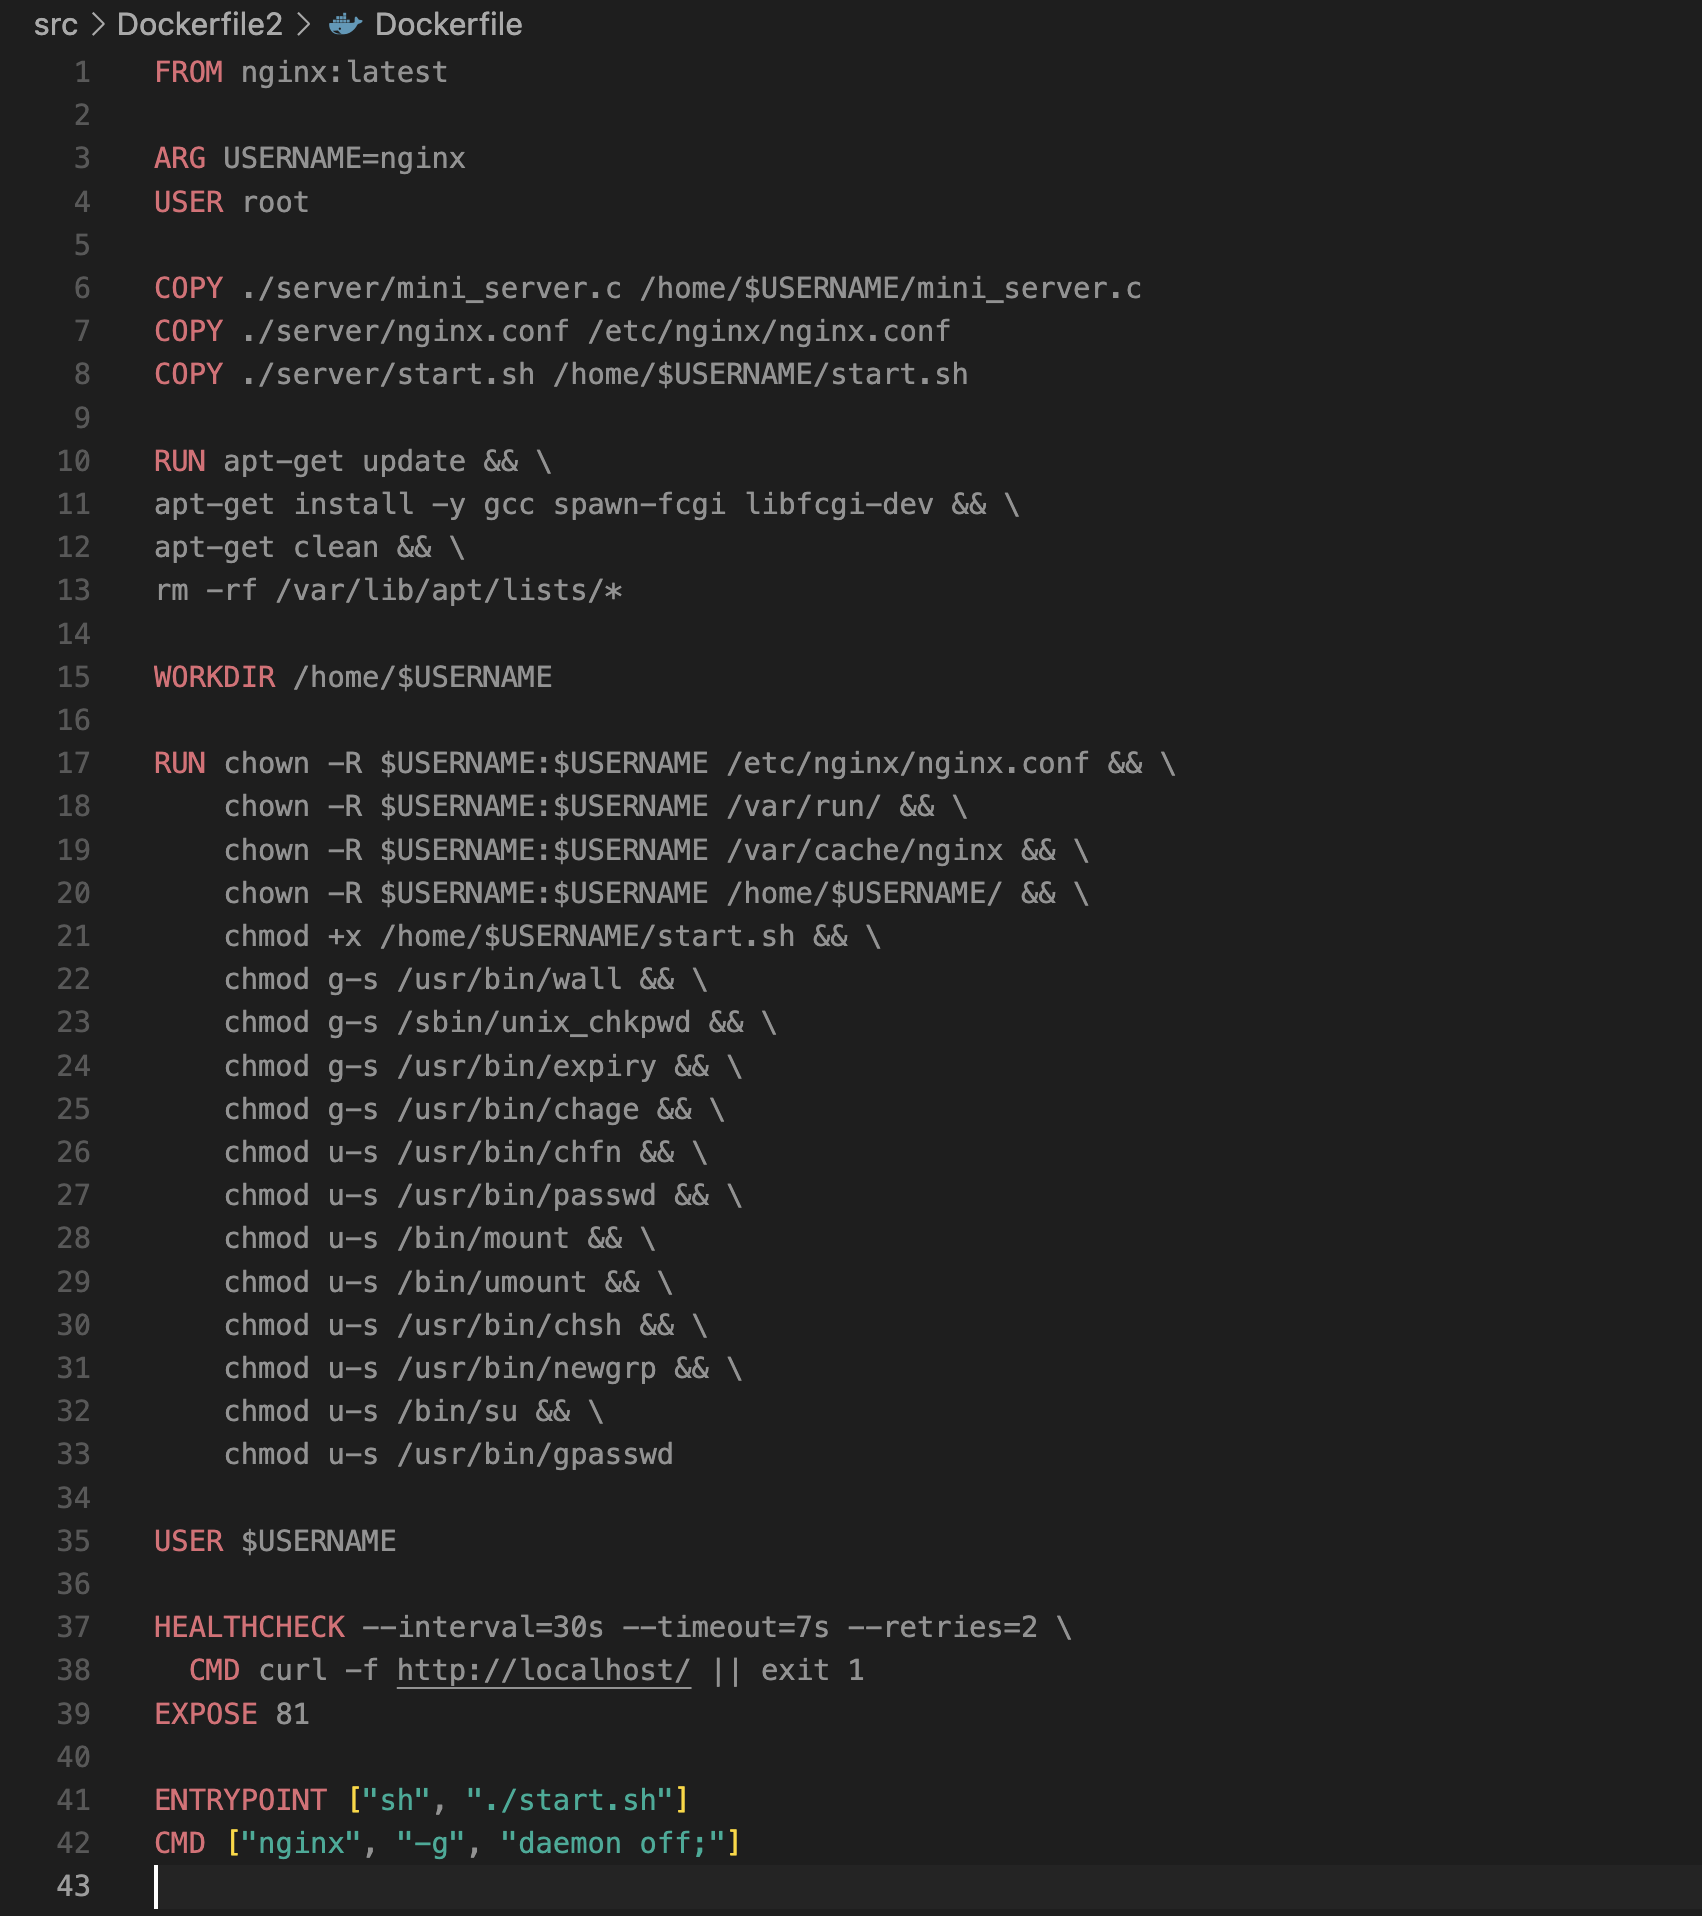 src > Dockerfile2 > Dockerfile
1 FROM nginx:latest
2
3 ARG USERNAME=nginx
4 USER root
5
6 COPY ./server/mini_server.c /home/$USERNAME/mini_server.c
7 COPY ./server/nginx.conf /etc/nginx/nginx.conf
8 COPY ./server/start.sh /home/$USERNAME/start.sh
9
10 RUN apt-get update && \
11 apt-get install -y gcc spawn-fcgi libfcgi-dev && \
12 apt-get clean && \
13 rm -rf /var/lib/apt/lists/*
14
15 WORKDIR /home/$USERNAME
16
17 RUN chown -R $USERNAME:$USERNAME /etc/nginx/nginx.conf && \
18     chown -R $USERNAME:$USERNAME /var/run/ && \
19     chown -R $USERNAME:$USERNAME /var/cache/nginx && \
20     chown -R $USERNAME:$USERNAME /home/$USERNAME/ && \
21     chmod +x /home/$USERNAME/start.sh && \
22     chmod g-s /usr/bin/wall && \
23     chmod g-s /sbin/unix_chkpwd && \
24     chmod g-s /usr/bin/expiry && \
25     chmod g-s /usr/bin/chage && \
26     chmod u-s /usr/bin/chfn && \
27     chmod u-s /usr/bin/passwd && \
28     chmod u-s /bin/mount && \
29     chmod u-s /bin/umount && \
30     chmod u-s /usr/bin/chsh && \
31     chmod u-s /usr/bin/newgrp && \
32     chmod u-s /bin/su && \
33     chmod u-s /usr/bin/gpasswd
34
35 USER $USERNAME
36
37 HEALTHCHECK --interval=30s --timeout=7s --retries=2 \
38   CMD curl -f http://localhost/ || exit 1
39 EXPOSE 81
40
41 ENTRYPOINT ["sh", "./start.sh"]
42 CMD ["nginx", "-g", "daemon off;"]
43